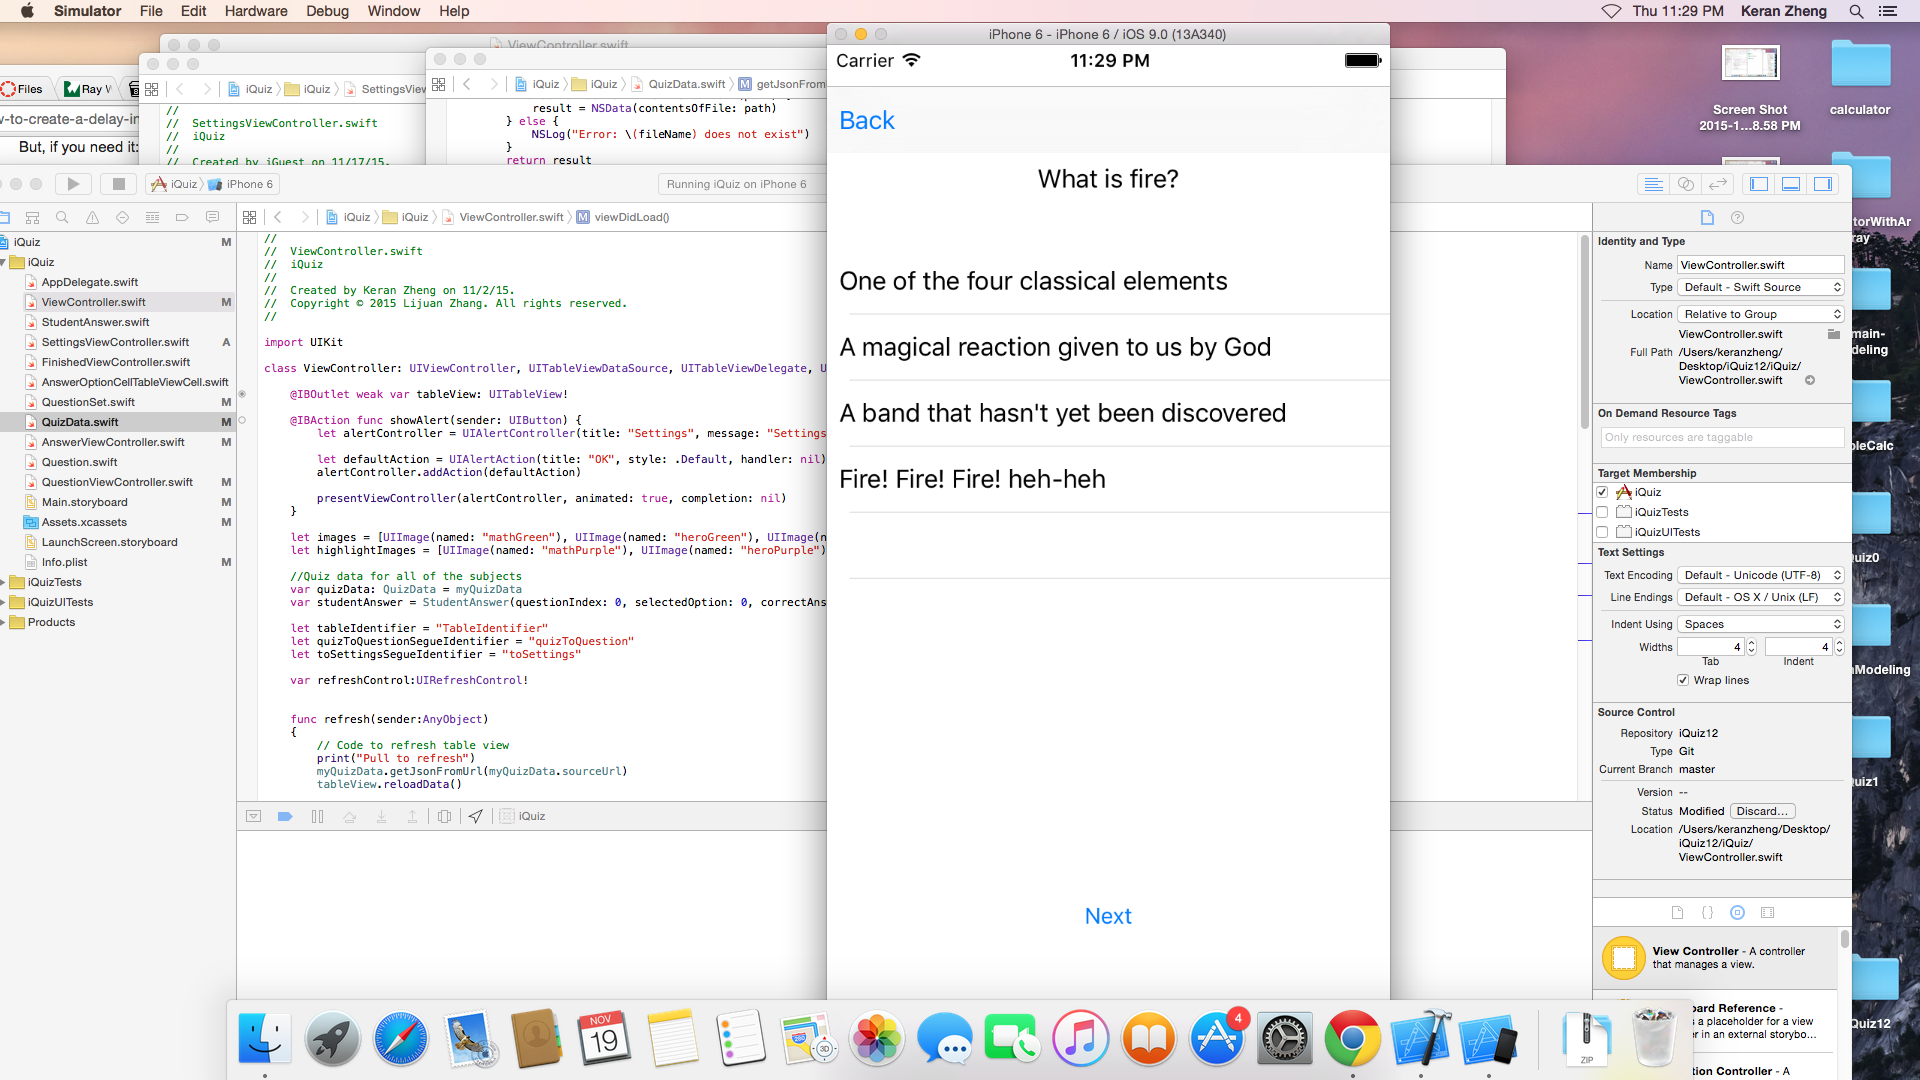 Simulator File Edit Hardware Debug Window Help
Thu 11:29 PM Keran Zheng
ViewController.swift
Files
Ray
iQuiz iQuiz SettingsView
iQuiz iQuiz QuizData.swift getJsonFrom
w-to-create-a-delay-in
But, if you need it:
//
// SettingsViewController.swift
// iQuiz
//
// Created by iGuest on 11/17/15.
result = NSData(contentsOfFile: path)
} else {
NSLog("Error: \(fileName) does not exist")
}
return result
iQuiz iPhone 6
Running iQuiz on iPhone 6
iQuiz iQuiz ViewController.swift viewDidLoad()
iQuiz M
iQuiz
AppDelegate.swift
ViewController.swift M
StudentAnswer.swift
SettingsViewController.swift A
FinishedViewController.swift
AnswerOptionCellTableViewCell.swift
QuestionSet.swift M
QuizData.swift M
AnswerViewController.swift M
Question.swift
QuestionViewController.swift M
Main.storyboard M
Assets.xcassets M
LaunchScreen.storyboard
Info.plist M
iQuizTests
iQuizUITests
Products
//
// ViewController.swift
// iQuiz
//
// Created by Keran Zheng on 11/2/15.
// Copyright © 2015 Lijuan Zhang. All rights reserved.
//
import UIKit
class ViewController: UIViewController, UITableViewDataSource, UITableViewDelegate, U
@IBOutlet weak var tableView: UITableView!
@IBAction func showAlert(sender: UIButton) {
let alertController = UIAlertController(title: "Settings", message: "Settings
let defaultAction = UIAlertAction(title: "OK", style: .Default, handler: nil)
alertController.addAction(defaultAction)
presentViewController(alertController, animated: true, completion: nil)
}
let images = [UIImage(named: "mathGreen"), UIImage(named: "heroGreen"), UIImage(n
let highlightImages = [UIImage(named: "mathPurple"), UIImage(named: "heroPurple")
//Quiz data for all of the subjects
var quizData: QuizData = myQuizData
var studentAnswer = StudentAnswer(questionIndex: 0, selectedOption: 0, correctAns
let tableIdentifier = "TableIdentifier"
let quizToQuestionSegueIdentifier = "quizToQuestion"
let toSettingsSegueIdentifier = "toSettings"
var refreshControl:UIRefreshControl!
func refresh(sender:AnyObject)
{
// Code to refresh table view
print("Pull to refresh")
myQuizData.getJsonFromUrl(myQuizData.sourceUrl)
tableView.reloadData()
iQuiz
iPhone 6 - iPhone 6 / iOS 9.0 (13A340)
Carrier 11:29 PM
Back
What is fire?
One of the four classical elements
A magical reaction given to us by God
A band that hasn't yet been discovered
Fire! Fire! Fire! heh-heh
Next
Identity and Type
Name ViewController.swift
Type Default - Swift Source
Location Relative to Group
ViewController.swift
Full Path /Users/keranzheng/
Desktop/iQuiz12/iQuiz/
ViewController.swift
On Demand Resource Tags
Only resources are taggable
Target Membership
iQuiz
iQuizTests
iQuizUITests
Text Settings
Text Encoding Default - Unicode (UTF-8)
Line Endings Default - OS X / Unix (LF)
Indent Using Spaces
Widths 4 4
Tab Indent
Wrap lines
Source Control
Repository iQuiz12
Type Git
Current Branch master
Version --
Status Modified Discard...
Location /Users/keranzheng/Desktop/
iQuiz12/iQuiz/
ViewController.swift
View Controller - A controller
that manages a view.
oard Reference -
s a placeholder for a view
r in an external storybo...
tion Controller - A
Screen Shot
2015-1...8.58 PM
calculator
torWithAr
ray
main-
deling
bleCalc
Quiz0
nModeling
Quiz1
Quiz12
NOV
19
280
3D
4
ZIP